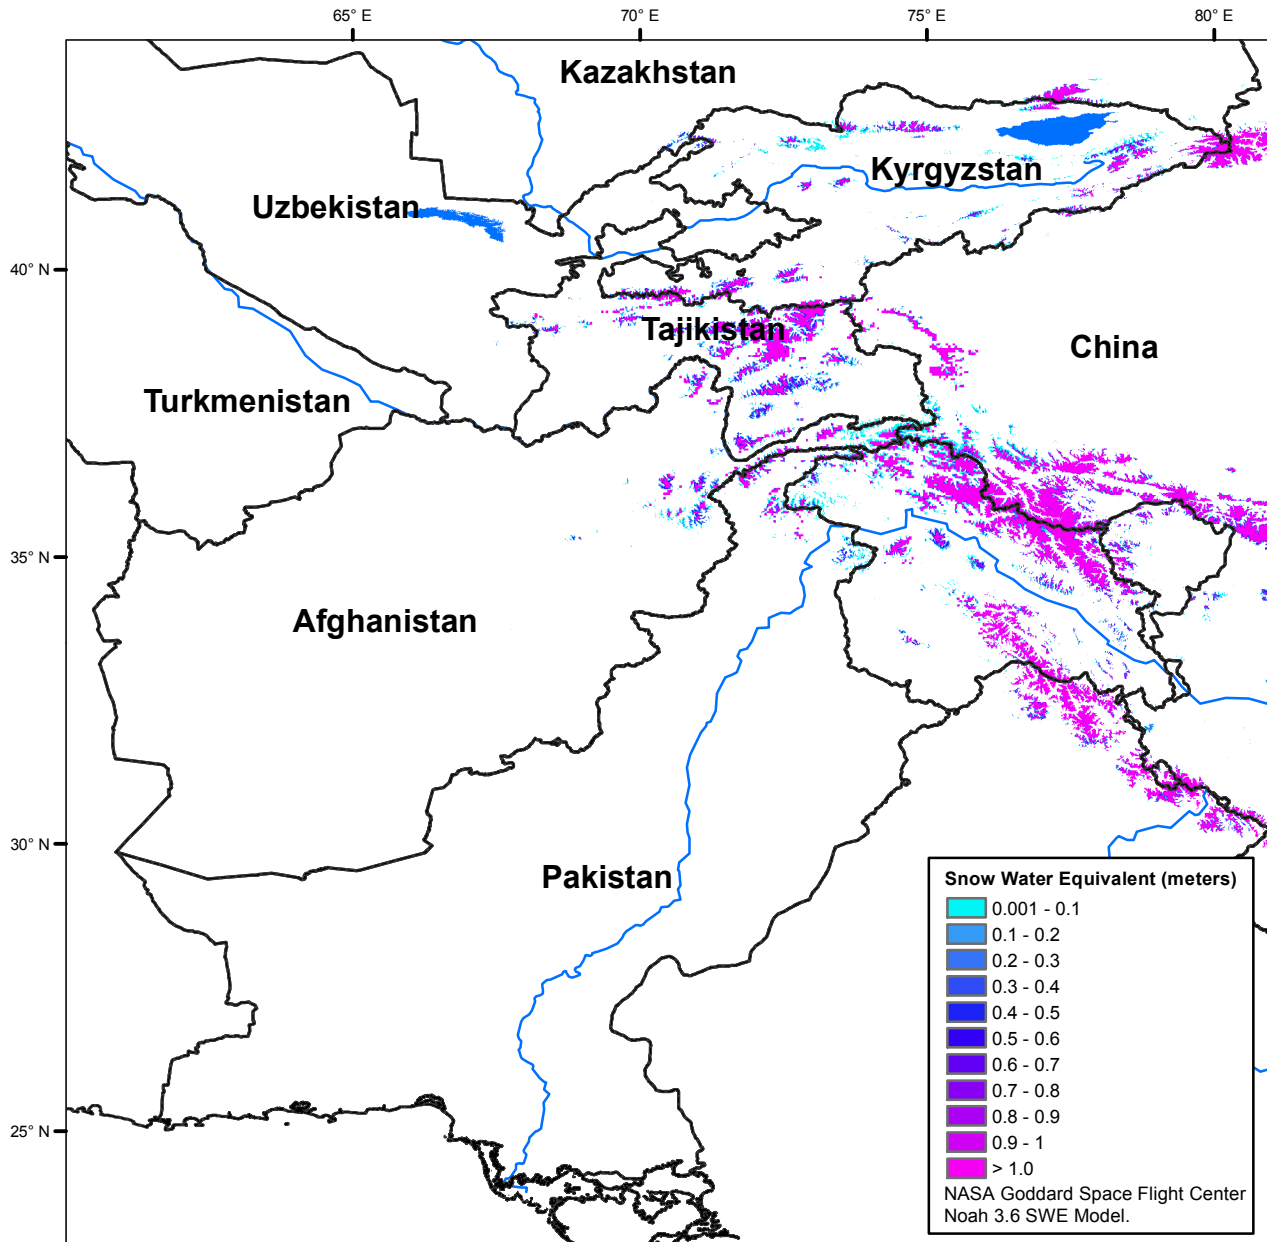 65° E
70° E
75° E
80° E
Kazakhstan
Kyrgyzstan
Uzbekistan
40° N
Tajikistan
China
Turkmenistan
35° N
Afghanistan
30° N
Pakistan
25° N
Snow Water Equivalent (meters)
0.001 - 0.1
0.1 - 0.2
0.2 - 0.3
0.3 - 0.4
0.4 - 0.5
0.5 - 0.6
0.6 - 0.7
0.7 - 0.8
0.8 - 0.9
0.9 - 1
> 1.0
NASA Goddard Space Flight Center
Noah 3.6 SWE Model.